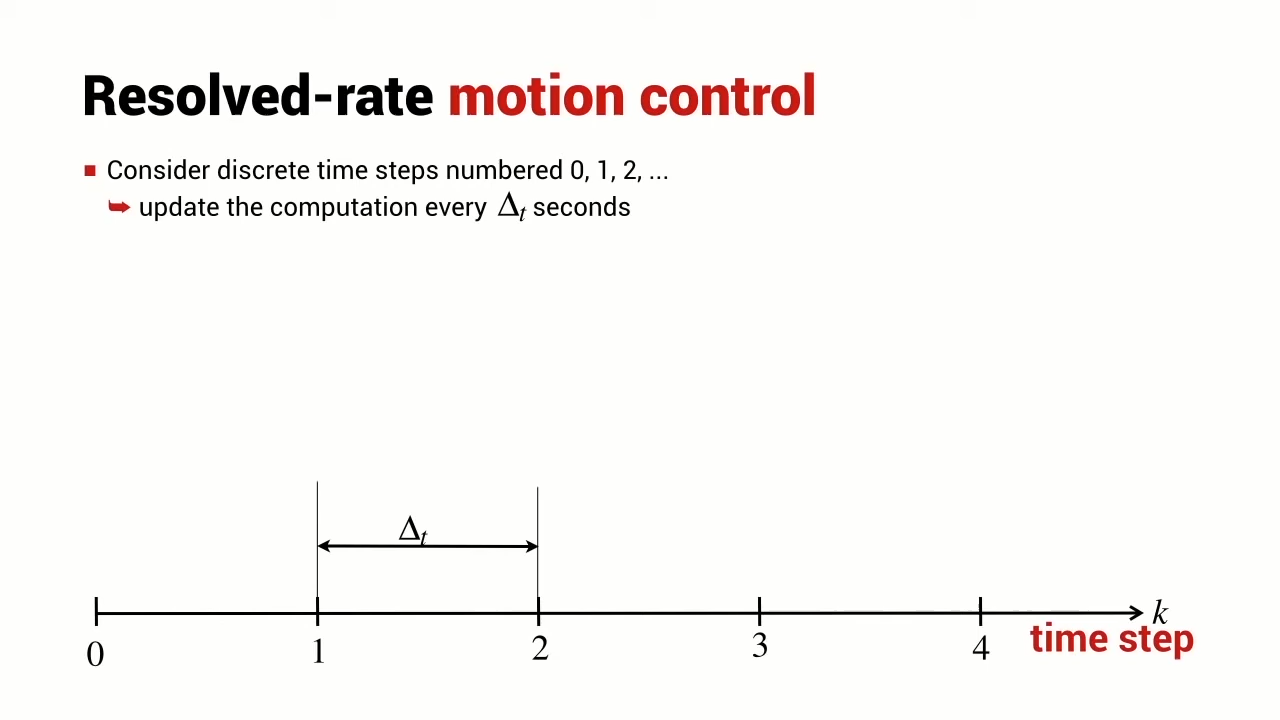 Resolved-rate motion control
■ Consider discrete time steps numbered 0, 1, 2, ...
➥ update the computation every Δt seconds
Δt
k
0 1 2 3 4 time step